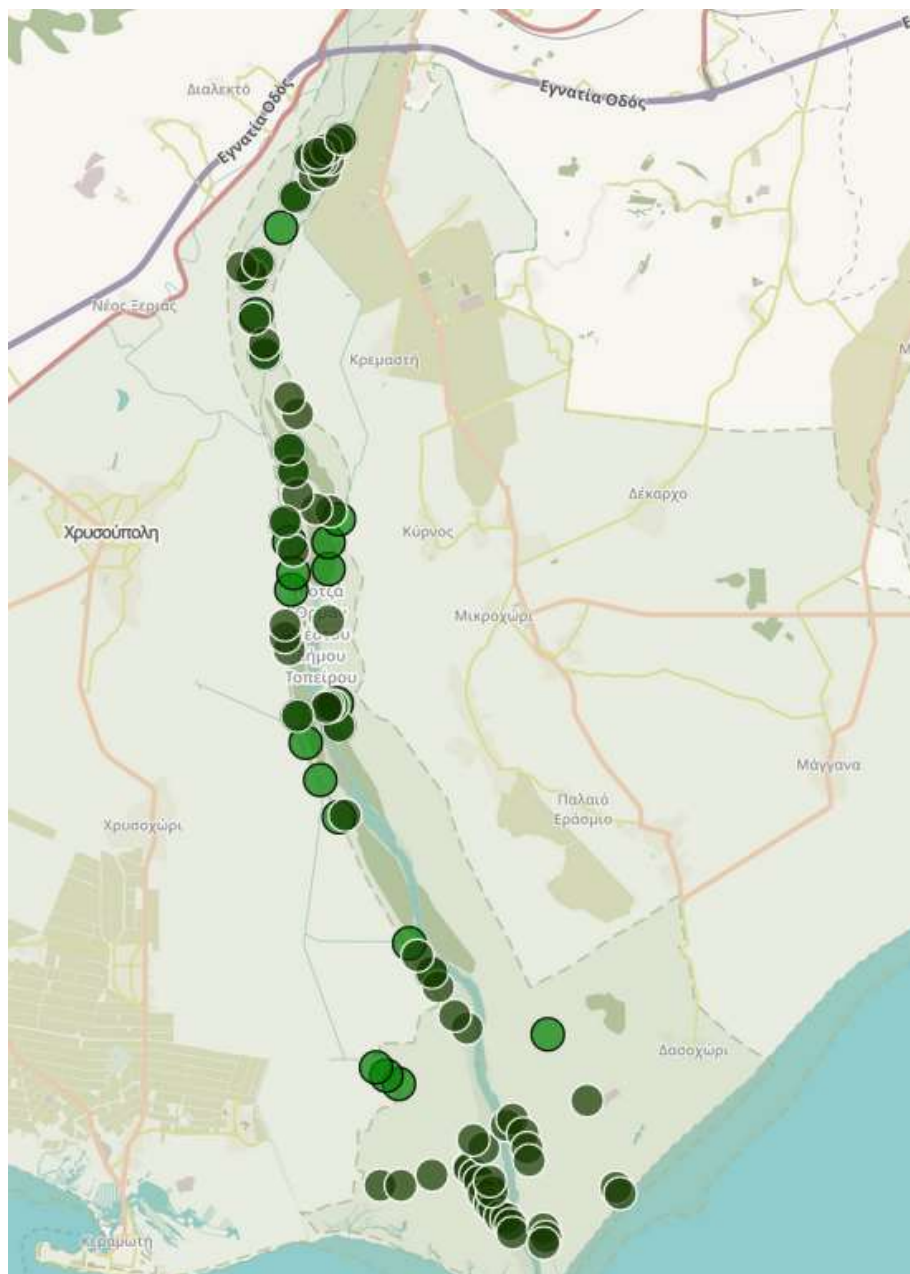 Ε
Διαλεκτό
Εγνατία Οδός
Εγνατία Οδός
Νέος Ξεριάς
Κρεμαστή
Μ
Δέκαρχο
Χρυσούπολη
Κύρνος
Μικροχώρι
Δήμου
Τοπείρου
Μάγγανα
Παλαιό
Εράσμιο
Χρυσοχώρι
Δασοχώρι
Κεραμωτή